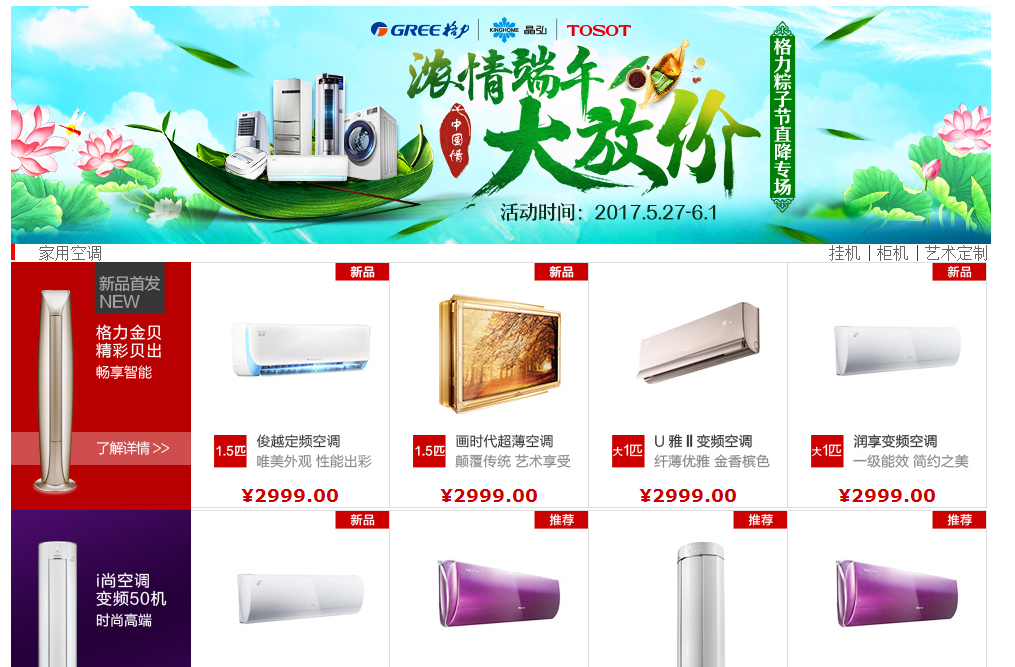 GREE格力 KINGHOME 晶弘 TOSOT
浓情端午
大放价
中国情
格力粽子节直降专场
活动时间：2017.5.27-6.1
家用空调
挂机 | 柜机 | 艺术定制
新品首发
NEW
格力金贝
精彩贝出
畅享智能
了解详情 >>
新品
1.5匹
俊越定频空调
唯美外观 性能出彩
¥2999.00
新品
1.5匹
画时代超薄空调
颠覆传统 艺术享受
¥2999.00
大1匹
U 雅 II 变频空调
纤薄优雅 金香槟色
¥2999.00
新品
大1匹
润享变频空调
一级能效 简约之美
¥2999.00
i尚空调
变频50机
时尚高端
新品
推荐
推荐
推荐